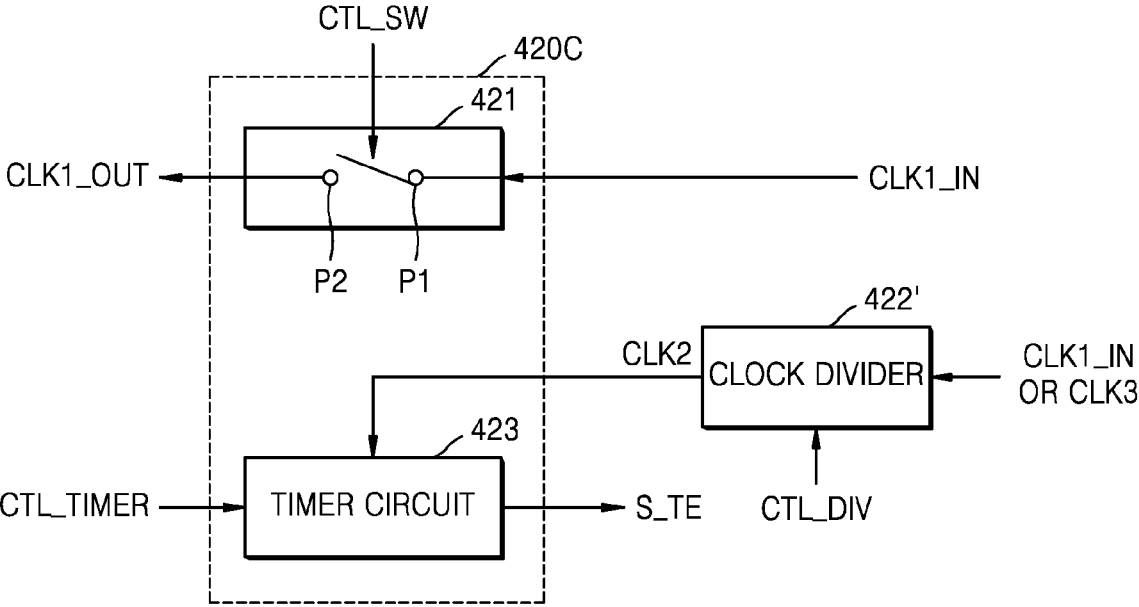 CTL_SW
420C
421
CLK1_OUT
CLK1_IN
P2
P1
422'
CLK2
CLOCK DIVIDER
CLK1_IN
OR CLK3
423
CTL_TIMER
TIMER CIRCUIT
S_TE
CTL_DIV